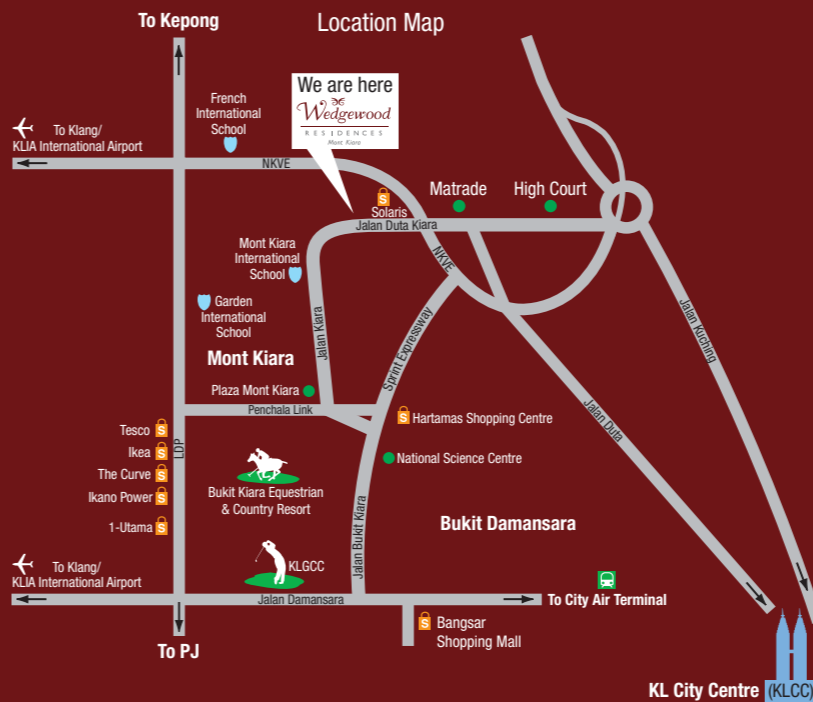 To Kepong
Location Map
We are here
Wedgewood
RESIDENCES
Mont Kiara
French
International
School
To Klang/
KLIA International Airport
NKVE
S
Solaris
Matrade
High Court
Jalan Duta Kiara
Mont Kiara
International
School
NKVE
Garden
International
School
Jalan Kiara
Sprint Expressway
Jalan Kuching
Mont Kiara
Plaza Mont Kiara
Penchala Link
S
Hartamas Shopping Centre
Jalan Duta
Tesco S
Ikea S
The Curve S
Ikano Power S
1-Utama S
LDP
National Science Centre
Bukit Kiara Equestrian
& Country Resort
Jalan Bukit Kiara
Bukit Damansara
KLGCC
To Klang/
KLIA International Airport
Jalan Damansara
To City Air Terminal
S
Bangsar
Shopping Mall
To PJ
KL City Centre (KLCC)